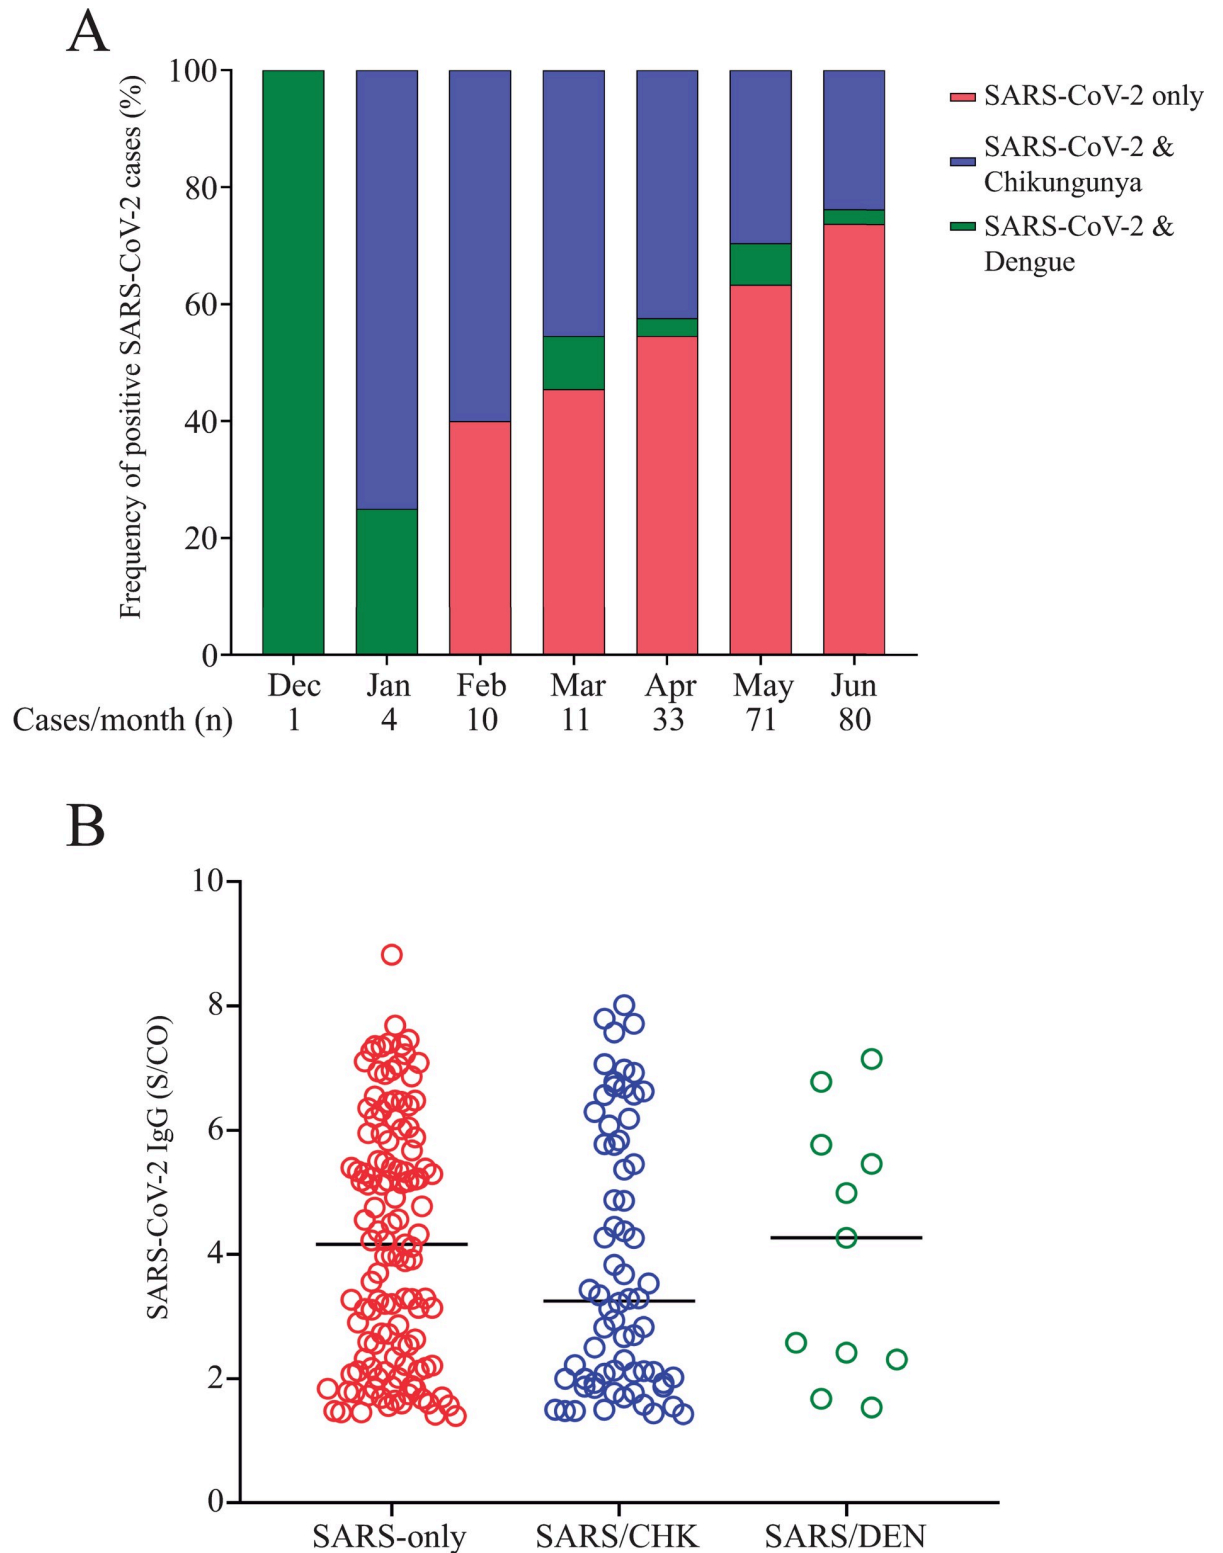 A
Frequency of positive SARS-CoV-2 cases (%)
100
80
60
40
20
0
Dec Jan Feb Mar Apr May Jun
Cases/month (n) 1 4 10 11 33 71 80
SARS-CoV-2 only
SARS-CoV-2 &
Chikungunya
SARS-CoV-2 &
Dengue
B
SARS-CoV-2 IgG (S/CO)
10
8
6
4
2
0
SARS-only SARS/CHK SARS/DEN